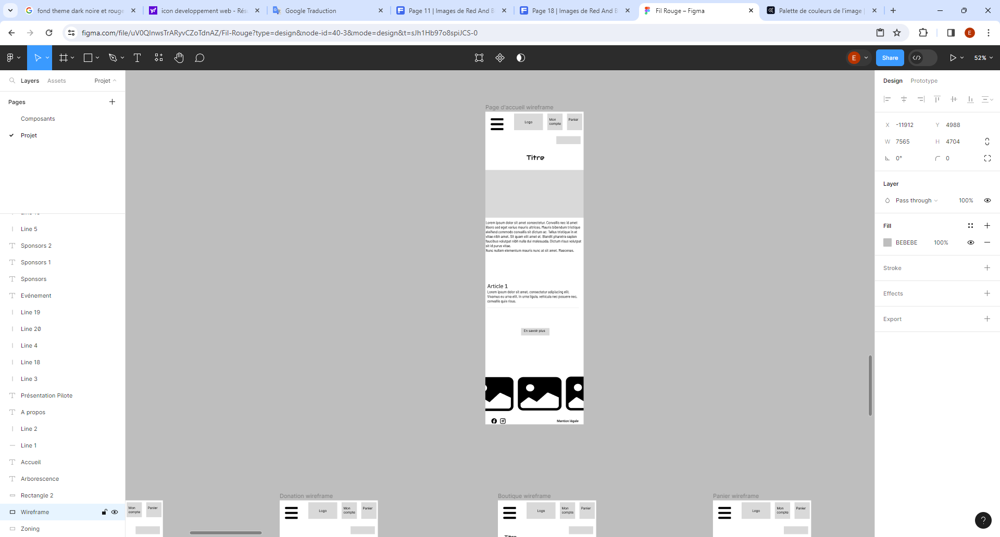 fond theme dark noire et rouge
icon developpement web - Rés
Google Traduction
Page 11 | Images de Red And B
Page 18 | Images de Red And B
Fil Rouge – Figma
Palette de couleurs de l'image |
figma.com/file/uV0QlnwsTrARyvCZoTdnAZ/Fil-Rouge?type=design&node-id=40-3&mode=design&t=sJh1Hb97o8spiJCS-0
E
E
Share
52%
Layers
Assets
Projet
Pages
Composants
Projet
Line 5
Sponsors 2
Sponsors 1
Sponsors
Evénement
Line 19
Line 20
Line 4
Line 18
Line 3
Présentation Pilote
A propos
Line 2
Line 1
Accueil
Arborescence
Rectangle 2
Wireframe
Zoning
Page d'accueil wireframe
Logo
Mon
compte
Panier
Titre
Lorem ipsum dolor sit amet consectetur. Convallis nec id amet
libero sed eget varius mauris ultrices. Mauris bibendum tristique
eleifend commodo convallis sit dictum ac. Tellus tristique in et
vitae nibh amet. Sit quam elit amet et. Blandit pharetra sapien
faucibus volutpat nibh nulla dui malesuada. Dictum risus volutpat
sit id purus vitae.
Nunc nullam elementum mauris nunc at sit amet. Maecenas.
Article 1
Lorem ipsum dolor sit amet, consectetur adipiscing elit.
Vivamus eu urna elit. In urna ligula, vehicula nec posuere nec,
convallis quis risus.
En savoir plus
Mention légale
Mon
compte
Panier
Donation wireframe
Logo
Mon
compte
Panier
Boutique wireframe
Logo
Mon
compte
Panier
Titre
Panier wireframe
Logo
Mon
compte
Panier
Design
Prototype
X -11912
Y 4988
W 7565
H 4704
0°
0
Layer
Pass through
100%
Fill
BEBEBE
100%
Stroke
Effects
Export
?